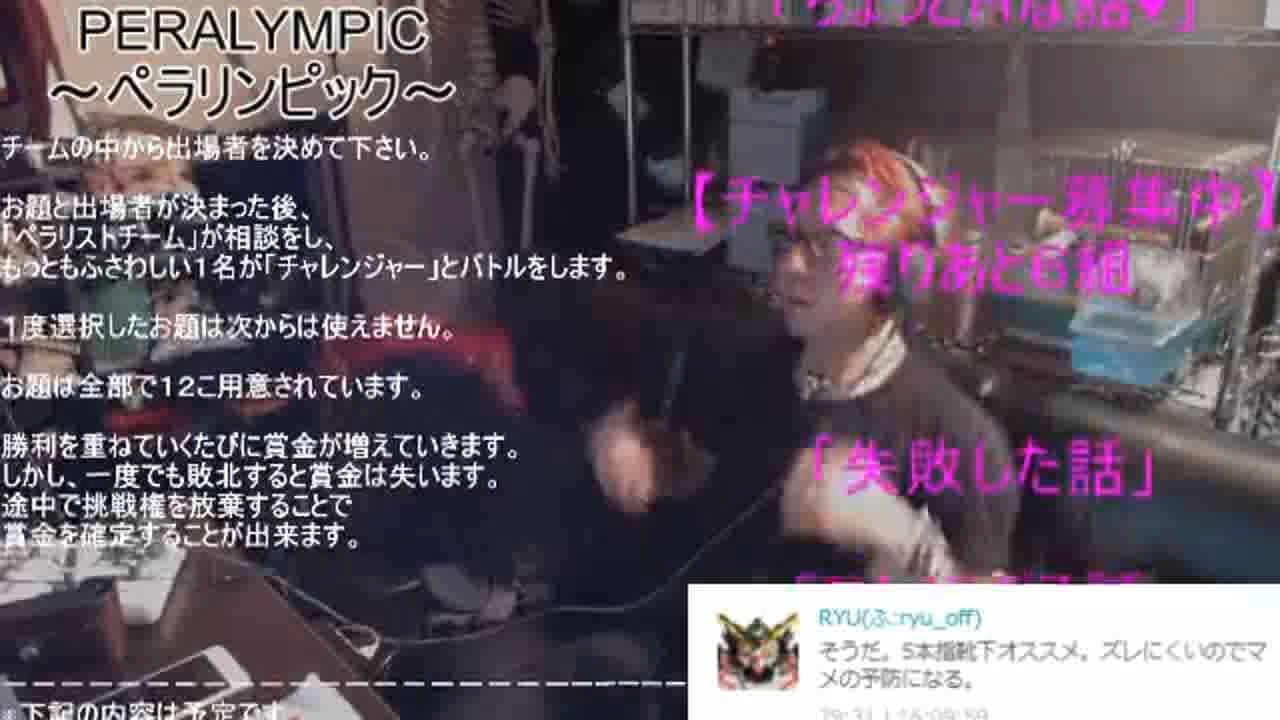 PERALYMPIC
～ペラリンピック～
チームの中から出場者を決めて下さい。
お題と出場者が決まった後、
「ペラリストチーム」が相談をし、
もっともふさわしい１名が「チャレンジャー」とバトルをします。
１度選択したお題は次からは使えません。
お題は全部で１２こ用意されています。
勝利を重ねていくたびに賞金が増えていきます。
しかし、一度でも敗北すると賞金は失います。
途中で挑戦権を放棄することで
賞金を確定することが出来ます。
※下記の内容は予定です
「ちょっとHな話♥」
【チャレンジャー募集中】
残りあと６組
「失敗した話」
RYU(ふ:ryu_off)
そうだ。5本指靴下オススメ。ズレにくいのでマ
メの予防になる。